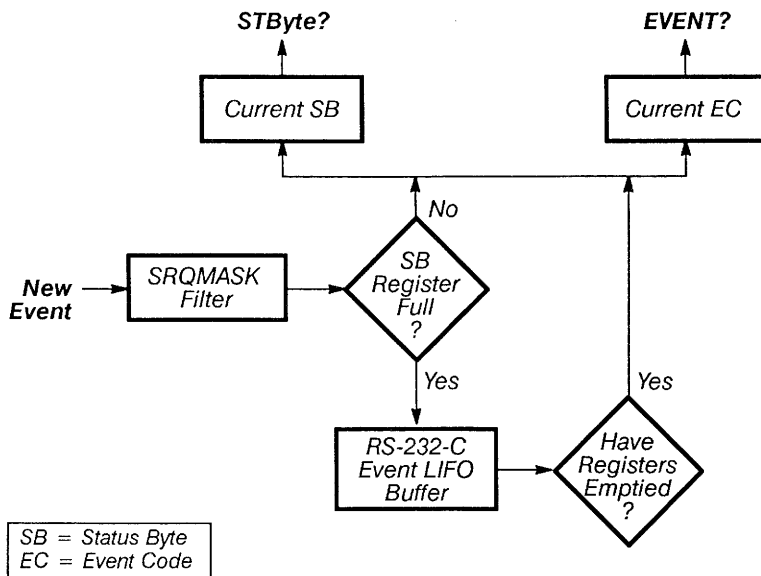 STByte?
EVENT?
Current SB
Current EC
No
New
Event
SRQMASK
Filter
SB
Register
Full
?
Yes
Yes
RS-232-C
Event LIFO
Buffer
Have
Registers
Emptied
?
SB = Status Byte
EC = Event Code